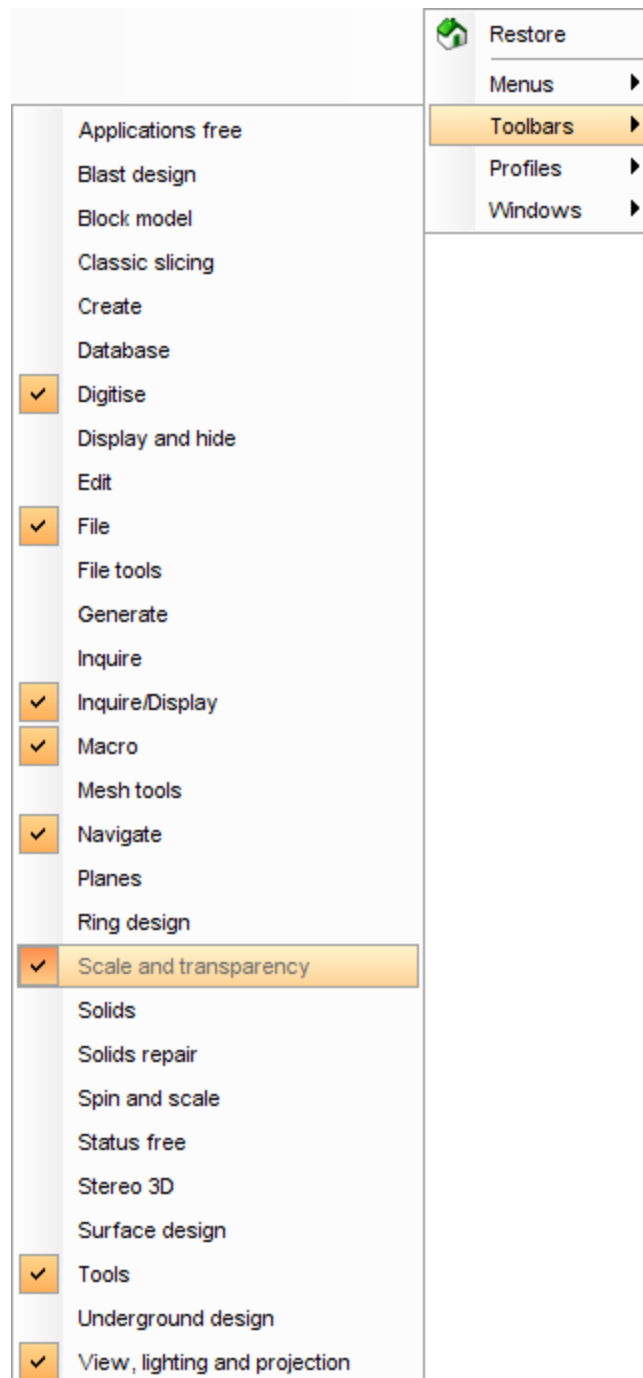 Restore
Menus
Toolbars
Profiles
Windows
Applications free
Blast design
Block model
Classic slicing
Create
Database
Digitise
Display and hide
Edit
File
File tools
Generate
Inquire
Inquire/Display
Macro
Mesh tools
Navigate
Planes
Ring design
Scale and transparency
Solids
Solids repair
Spin and scale
Status free
Stereo 3D
Surface design
Tools
Underground design
View, lighting and projection